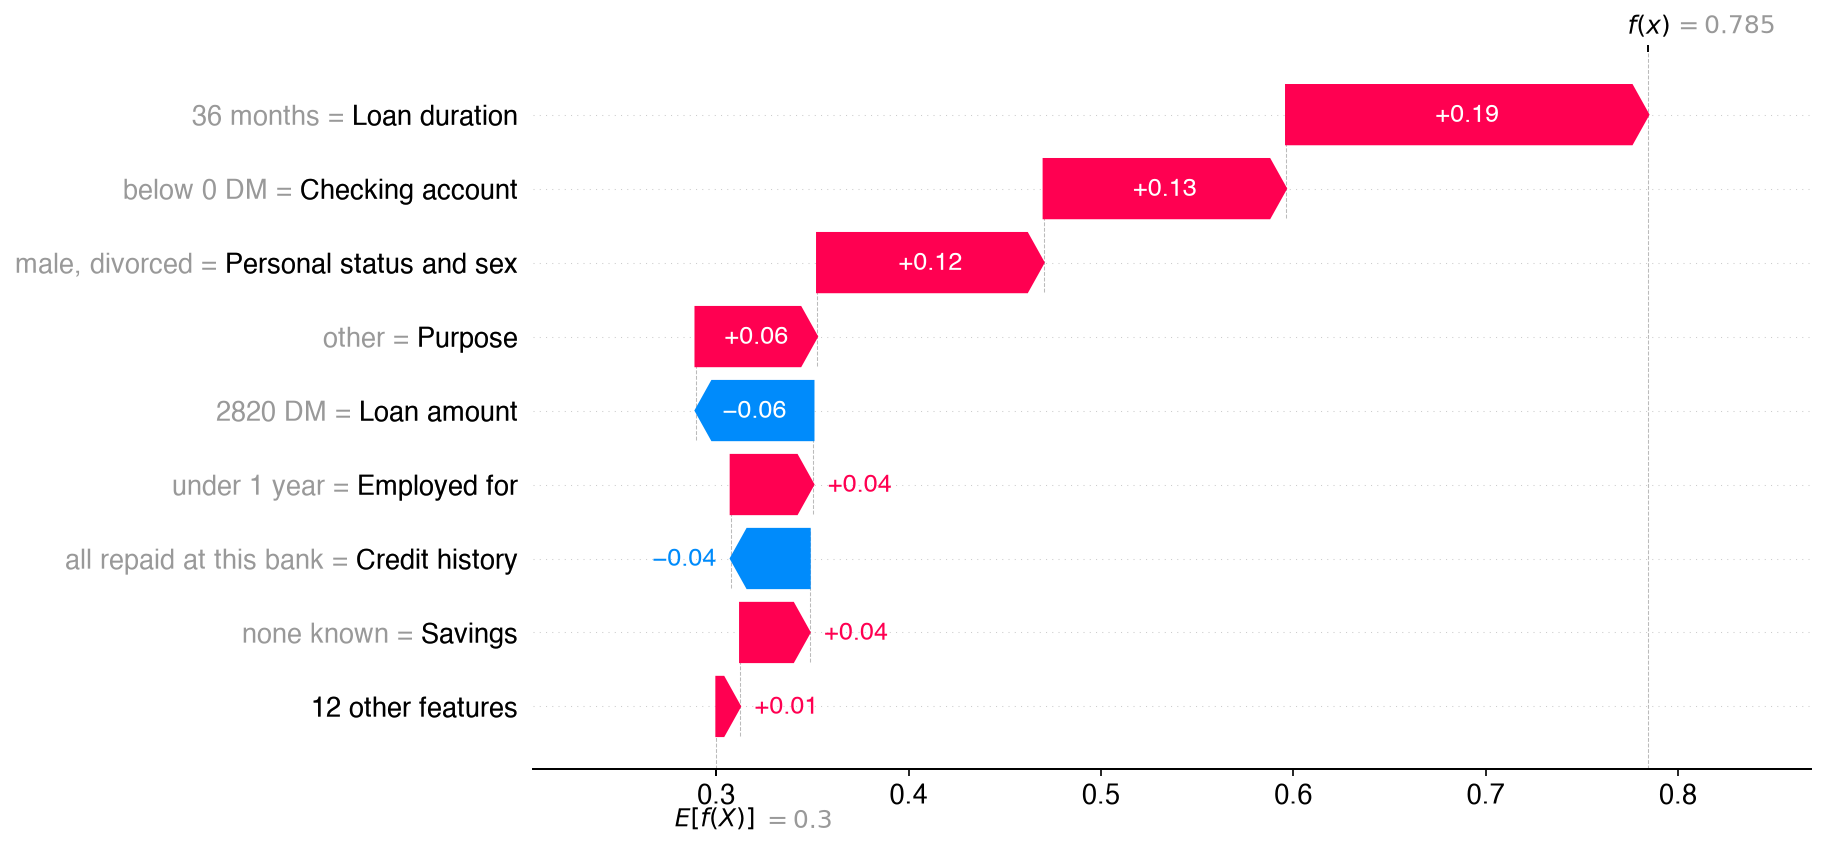 f(x) = 0.785
36 months = Loan duration
+0.19
below 0 DM = Checking account
+0.13
male, divorced = Personal status and sex
+0.12
other = Purpose
+0.06
2820 DM = Loan amount
−0.06
under 1 year = Employed for
+0.04
all repaid at this bank = Credit history
−0.04
none known = Savings
+0.04
12 other features
+0.01
0.3 0.4 0.5 0.6 0.7 0.8
E[f(X)] = 0.3